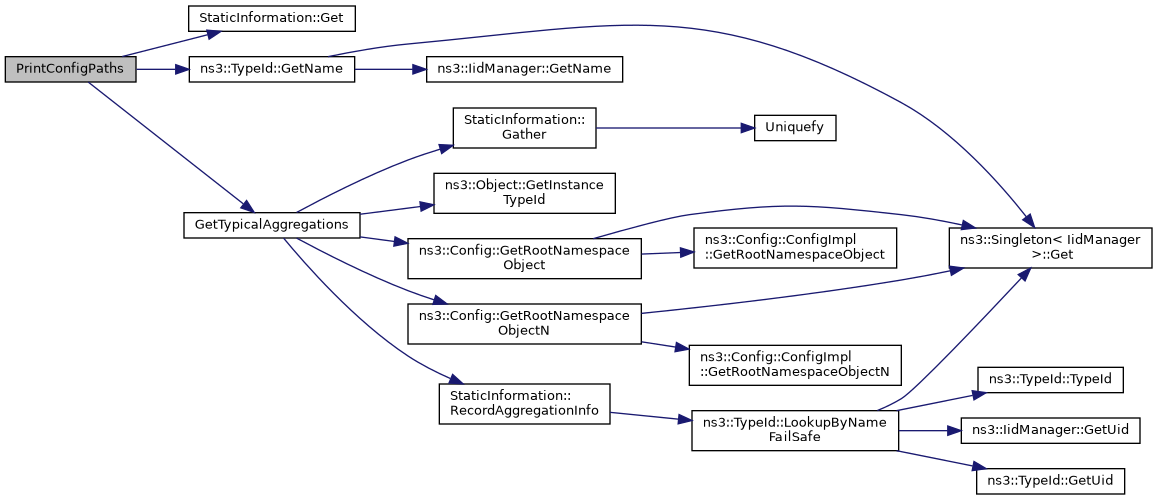 StaticInformation::Get
PrintConfigPaths
ns3::TypeId::GetName
ns3::IidManager::GetName
StaticInformation::
Gather
Uniquefy
ns3::Object::GetInstance
TypeId
GetTypicalAggregations
ns3::Config::GetRootNamespace
Object
ns3::Config::ConfigImpl
::GetRootNamespaceObject
ns3::Singleton< IidManager
>::Get
ns3::Config::GetRootNamespace
ObjectN
ns3::Config::ConfigImpl
::GetRootNamespaceObjectN
StaticInformation::
RecordAggregationInfo
ns3::TypeId::LookupByName
FailSafe
ns3::TypeId::TypeId
ns3::IidManager::GetUid
ns3::TypeId::GetUid